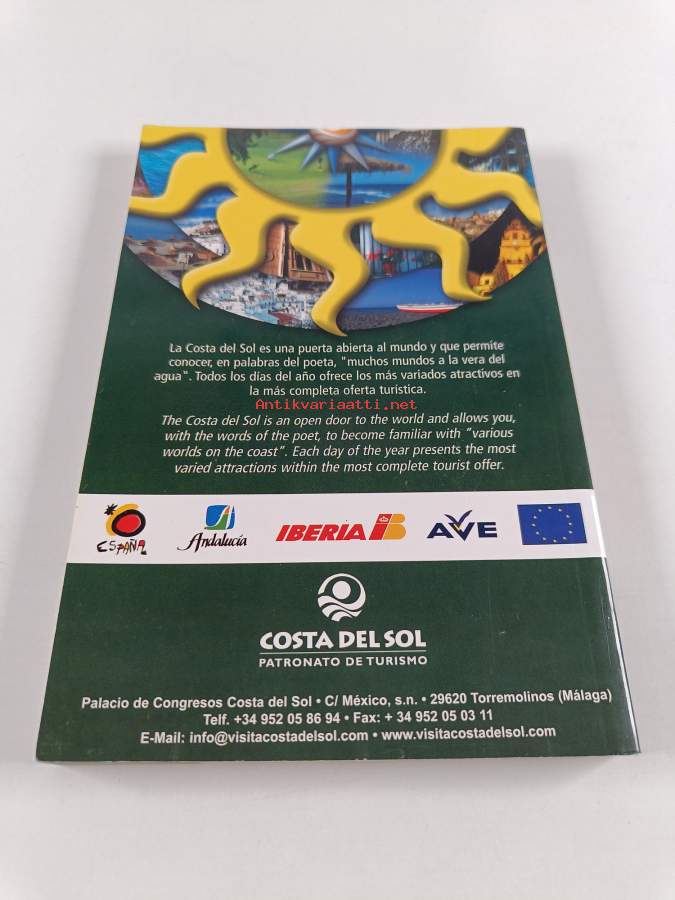 La Costa del Sol es una puerta abierta al mundo y que permite
conocer, en palabras del poeta, "muchos mundos a la vera del
agua". Todos los días del año ofrece los más variados atractivos en
la más completa oferta turística.
Antikvariaatti.net
The Costa del Sol is an open door to the world and allows you,
with the words of the poet, to become familiar with "various
worlds on the coast". Each day of the year presents the most
varied attractions within the most complete tourist offer.
ESPAÑA Andalucía IBERIA IB AVE
COSTA DEL SOL
PATRONATO DE TURISMO
Palacio de Congresos Costa del Sol • C/ México, s.n. • 29620 Torremolinos (Málaga)
Telf. +34 952 05 86 94 • Fax: + 34 952 05 03 11
E-Mail: info@visitacostadelsol.com • www.visitacostadelsol.com